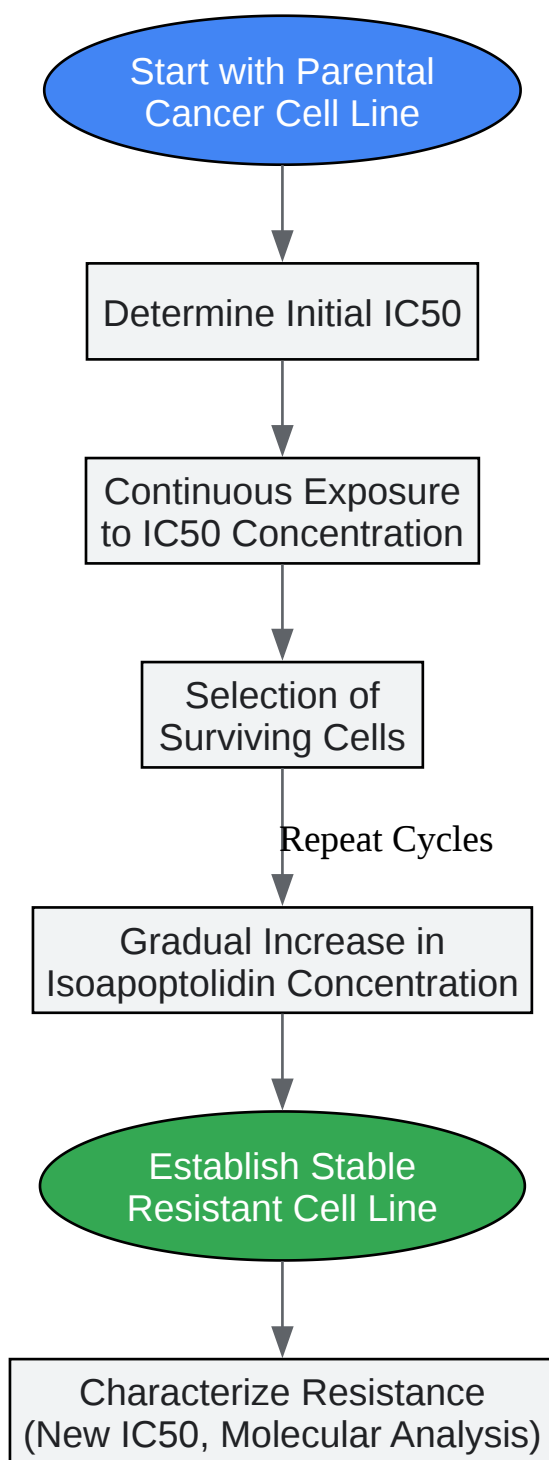 Start with Parental
Cancer Cell Line
Determine Initial IC50
Continuous Exposure
to IC50 Concentration
Selection of
Surviving Cells
Repeat Cycles
Gradual Increase in
Isoapoptolidin Concentration
Establish Stable
Resistant Cell Line
Characterize Resistance
(New IC50, Molecular Analysis)